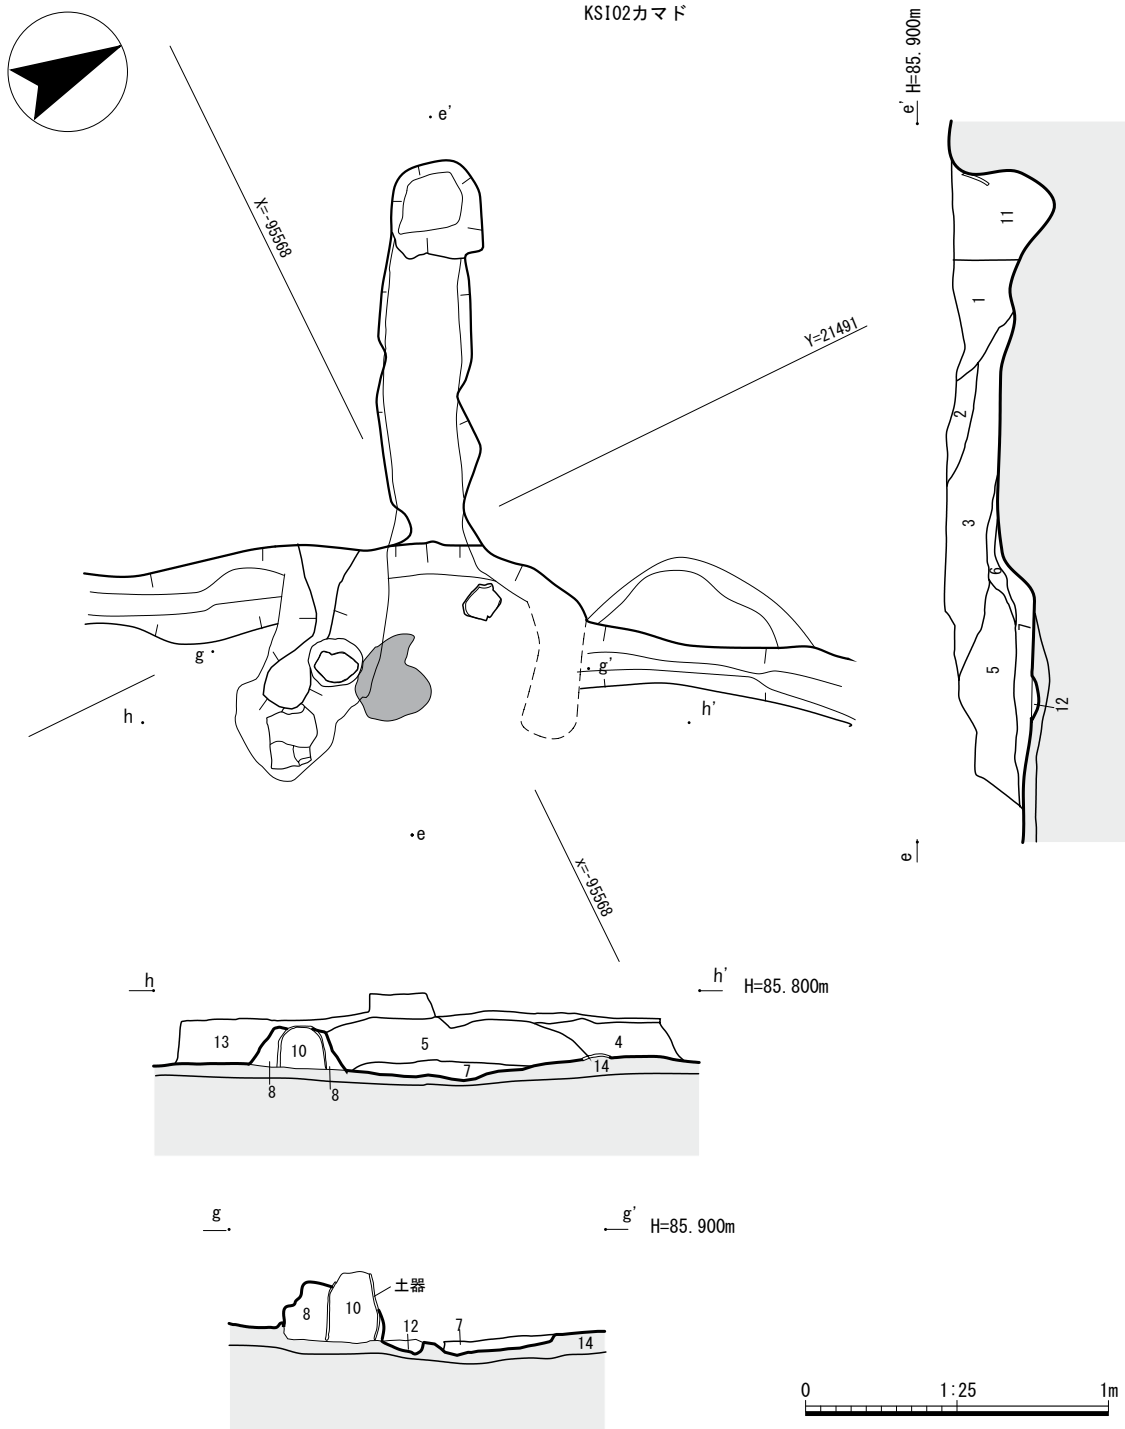 KSI02カマド
e' H=85.900m
e'
X=-95568
11
1
Y=21491
2
3
6
7
5
12
g
g'
h
h'
e
e
x=-95568
h
h' H=85.800m
13
10
5
4
7
14
8
8
g
g' H=85.900m
土器
8
10
12
7
14
0 1:25 1m